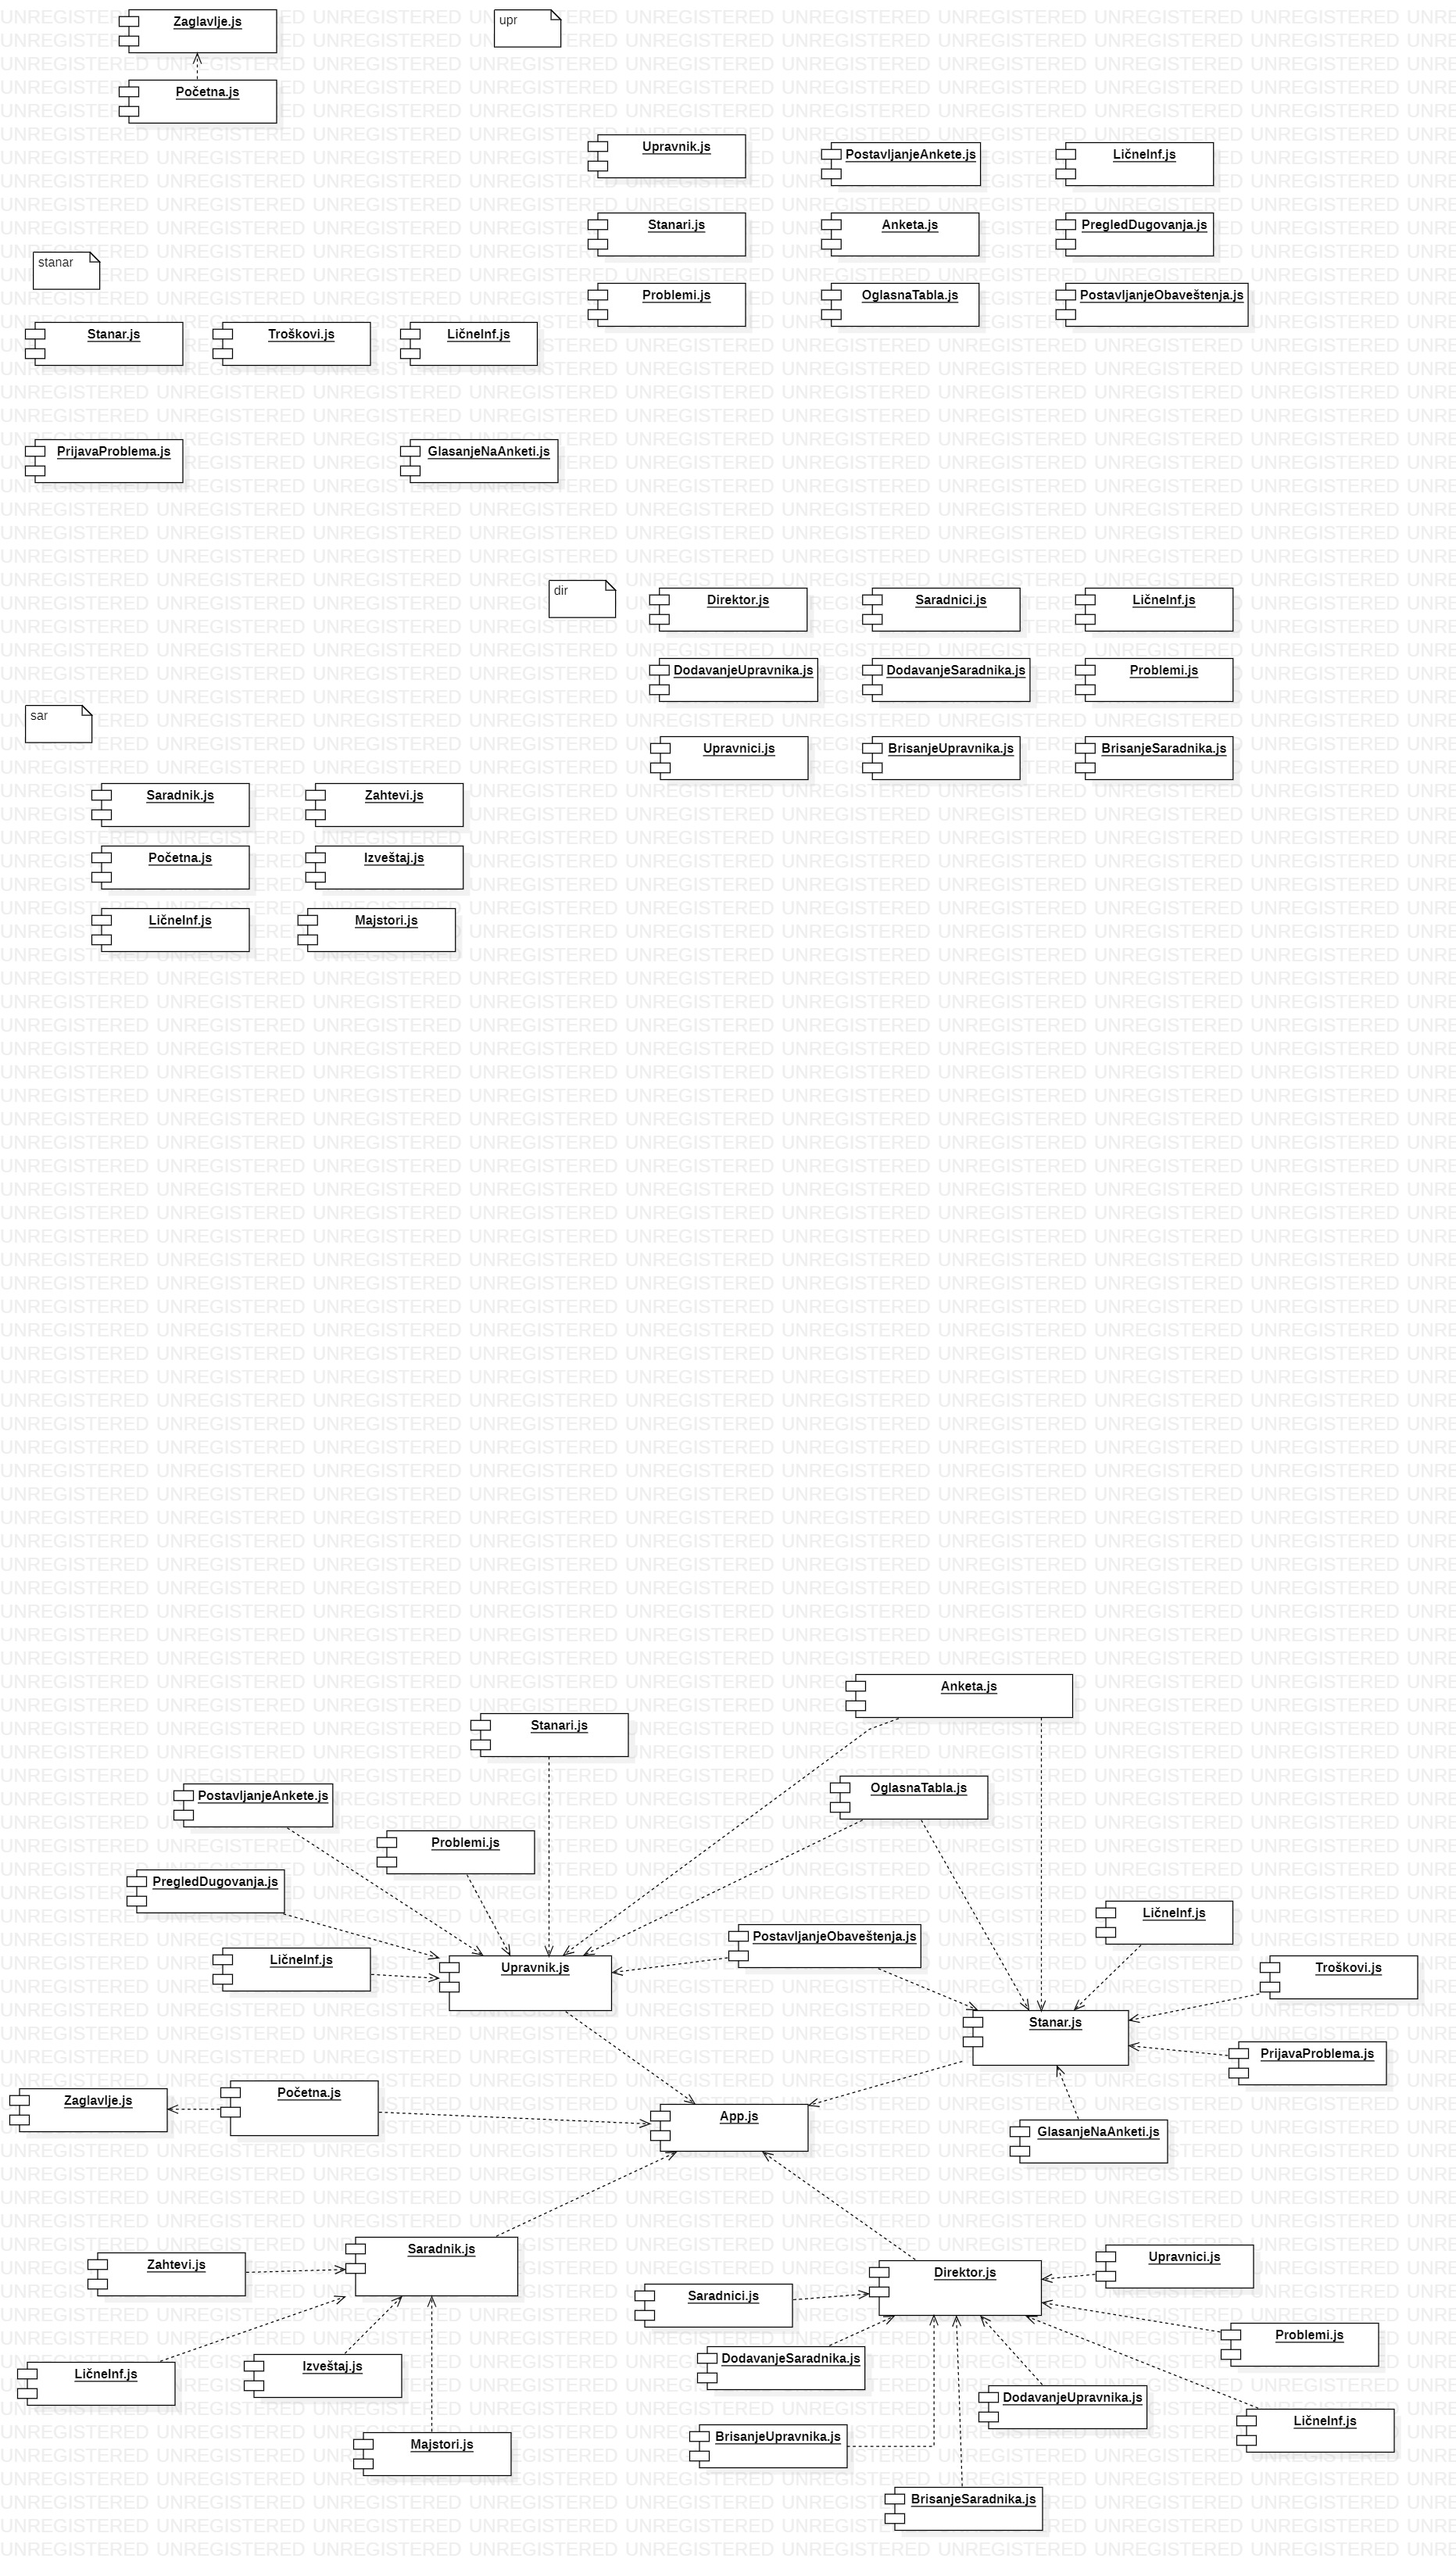 Zaglavlje.js
upr
Početna.js
Upravnik.js
PostavljanjeAnkete.js
LičneInf.js
Stanari.js
Anketa.js
PregledDugovanja.js
stanar
Problemi.js
OglasnaTabla.js
PostavljanjeObaveštenja.js
Stanar.js
Troškovi.js
LičneInf.js
PrijavaProblema.js
GlasanjeNaAnketi.js
dir
Direktor.js
Saradnici.js
LičneInf.js
DodavanjeUpravnika.js
DodavanjeSaradnika.js
Problemi.js
sar
Upravnici.js
BrisanjeUpravnika.js
BrisanjeSaradnika.js
Saradnik.js
Zahtevi.js
Početna.js
Izveštaj.js
LičneInf.js
Majstori.js
Anketa.js
Stanari.js
OglasnaTabla.js
PostavljanjeAnkete.js
Problemi.js
PregledDugovanja.js
LičneInf.js
PostavljanjeObaveštenja.js
LičneInf.js
Upravnik.js
Troškovi.js
Stanar.js
PrijavaProblema.js
Početna.js
Zaglavlje.js
App.js
GlasanjeNaAnketi.js
Saradnik.js
Upravnici.js
Zahtevi.js
Direktor.js
Saradnici.js
Problemi.js
DodavanjeSaradnika.js
Izveštaj.js
LičneInf.js
DodavanjeUpravnika.js
LičneInf.js
BrisanjeUpravnika.js
Majstori.js
BrisanjeSaradnika.js